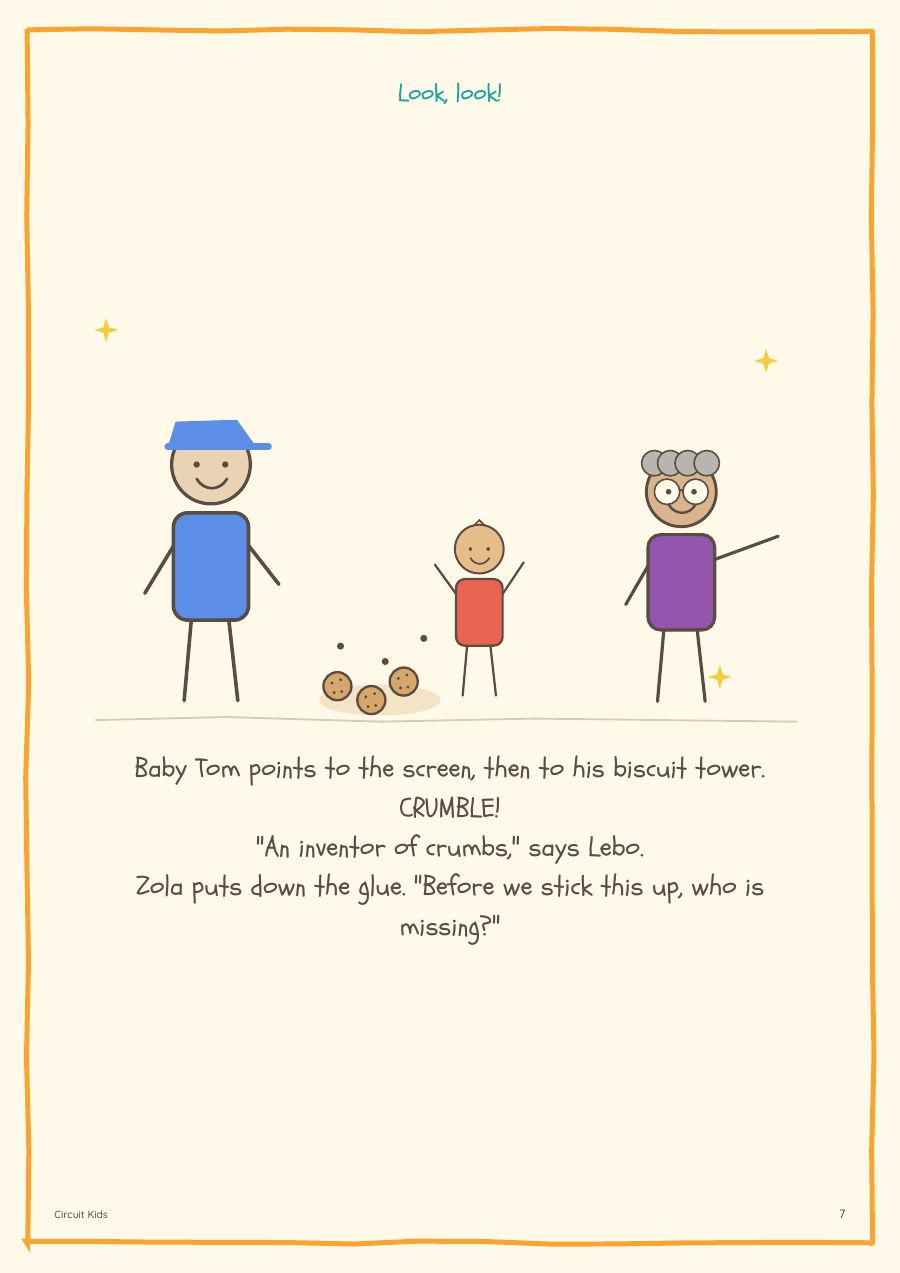 Look, look!
Baby Tom points to the screen, then to his biscuit tower.
CRUMBLE!
"An inventor of crumbs," says Lebo.
Zola puts down the glue. "Before we stick this up, who is
missing?"
Circuit Kids
7